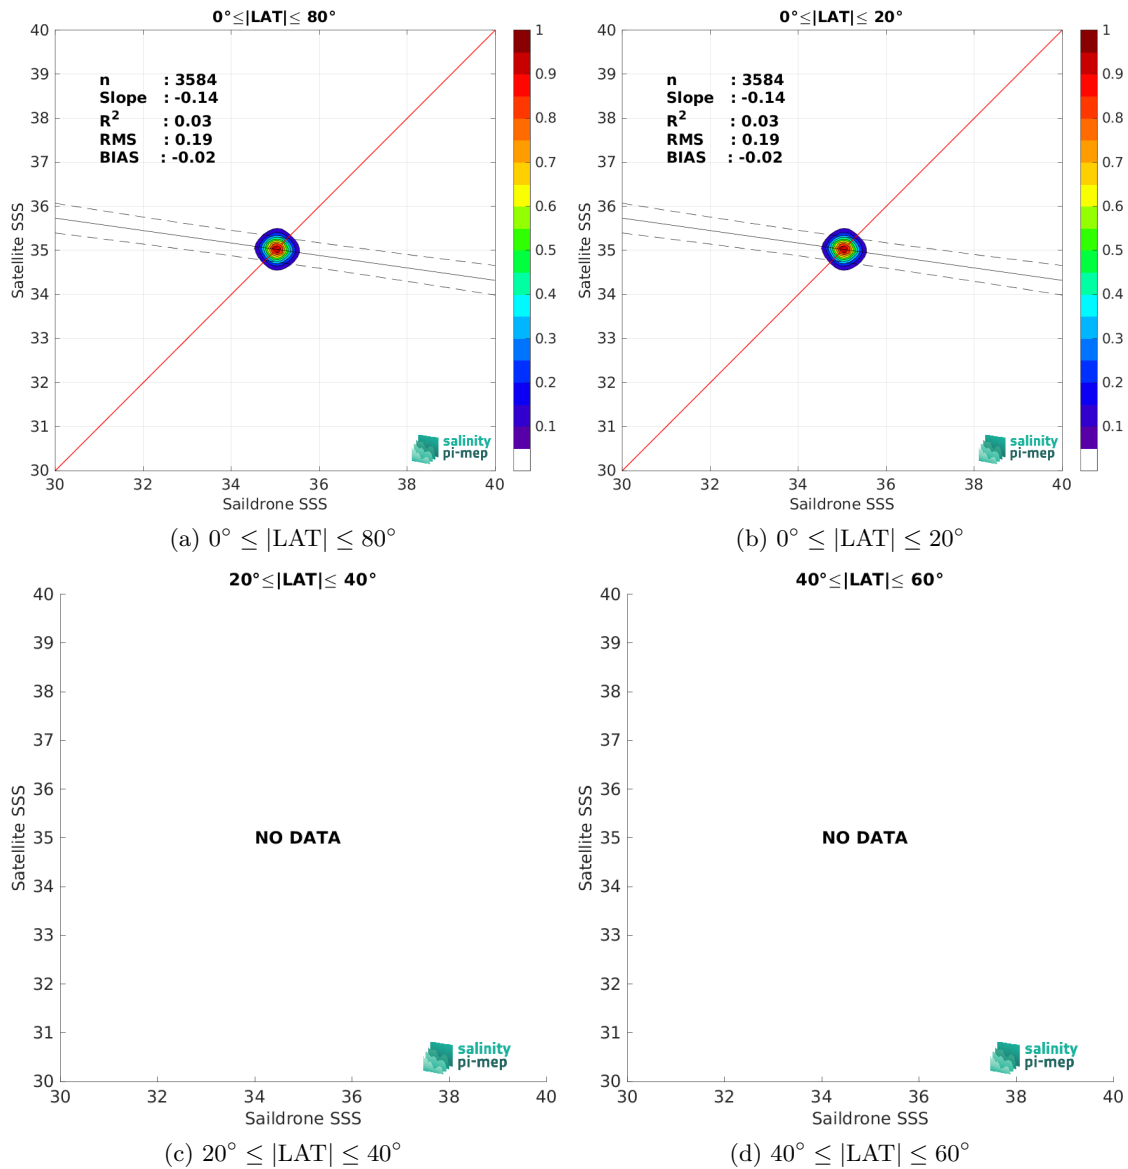 0°≤|LAT|≤ 80°
40
39
38
37
36
35
34
33
32
31
30
Satellite SSS
n : 3584
Slope : -0.14
R² : 0.03
RMS : 0.19
BIAS : -0.02
1
0.9
0.8
0.7
0.6
0.5
0.4
0.3
0.2
0.1
salinity
pi-mep
30 32 34 36 38 40
Saildrone SSS
(a) 0° ≤ |LAT| ≤ 80°
0°≤|LAT|≤ 20°
40
39
38
37
36
35
34
33
32
31
30
Satellite SSS
n : 3584
Slope : -0.14
R² : 0.03
RMS : 0.19
BIAS : -0.02
1
0.9
0.8
0.7
0.6
0.5
0.4
0.3
0.2
0.1
salinity
pi-mep
30 32 34 36 38 40
Saildrone SSS
(b) 0° ≤ |LAT| ≤ 20°
20°≤|LAT|≤ 40°
40
39
38
37
36
35
34
33
32
31
30
Satellite SSS
NO DATA
salinity
pi-mep
30 32 34 36 38 40
Saildrone SSS
(c) 20° ≤ |LAT| ≤ 40°
40°≤|LAT|≤ 60°
40
39
38
37
36
35
34
33
32
31
30
Satellite SSS
NO DATA
salinity
pi-mep
30 32 34 36 38 40
Saildrone SSS
(d) 40° ≤ |LAT| ≤ 60°